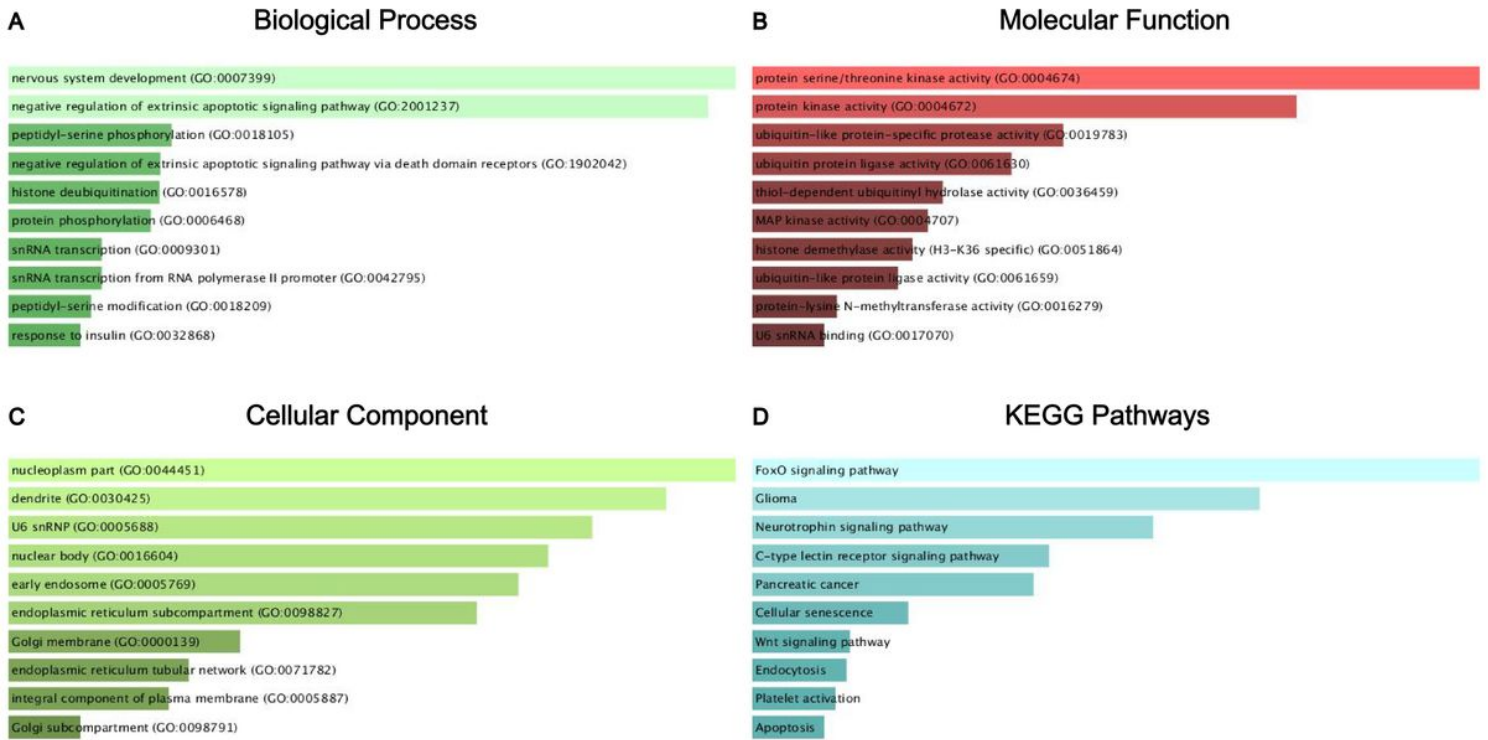 A
Biological Process
nervous system development (GO:0007399)
negative regulation of extrinsic apoptotic signaling pathway (GO:2001237)
peptidyl-serine phosphorylation (GO:0018105)
negative regulation of extrinsic apoptotic signaling pathway via death domain receptors (GO:1902042)
histone deubiquitination (GO:0016578)
protein phosphorylation (GO:0006468)
snRNA transcription (GO:0009301)
snRNA transcription from RNA polymerase II promoter (GO:0042795)
peptidyl-serine modification (GO:0018209)
response to insulin (GO:0032868)
B
Molecular Function
protein serine/threonine kinase activity (GO:0004674)
protein kinase activity (GO:0004672)
ubiquitin-like protein-specific protease activity (GO:0019783)
ubiquitin protein ligase activity (GO:0061630)
thiol-dependent ubiquitinyl hydrolase activity (GO:0036459)
MAP kinase activity (GO:0004707)
histone demethylase activity (H3-K36 specific) (GO:0051864)
ubiquitin-like protein ligase activity (GO:0061659)
protein-lysine N-methyltransferase activity (GO:0016279)
U6 snRNA binding (GO:0017070)
C
Cellular Component
nucleoplasm part (GO:0044451)
dendrite (GO:0030425)
U6 snRNP (GO:0005688)
nuclear body (GO:0016604)
early endosome (GO:0005769)
endoplasmic reticulum subcompartment (GO:0098827)
Golgi membrane (GO:0000139)
endoplasmic reticulum tubular network (GO:0071782)
integral component of plasma membrane (GO:0005887)
Golgi subcompartment (GO:0098791)
D
KEGG Pathways
FoxO signaling pathway
Glioma
Neurotrophin signaling pathway
C-type lectin receptor signaling pathway
Pancreatic cancer
Cellular senescence
Wnt signaling pathway
Endocytosis
Platelet activation
Apoptosis